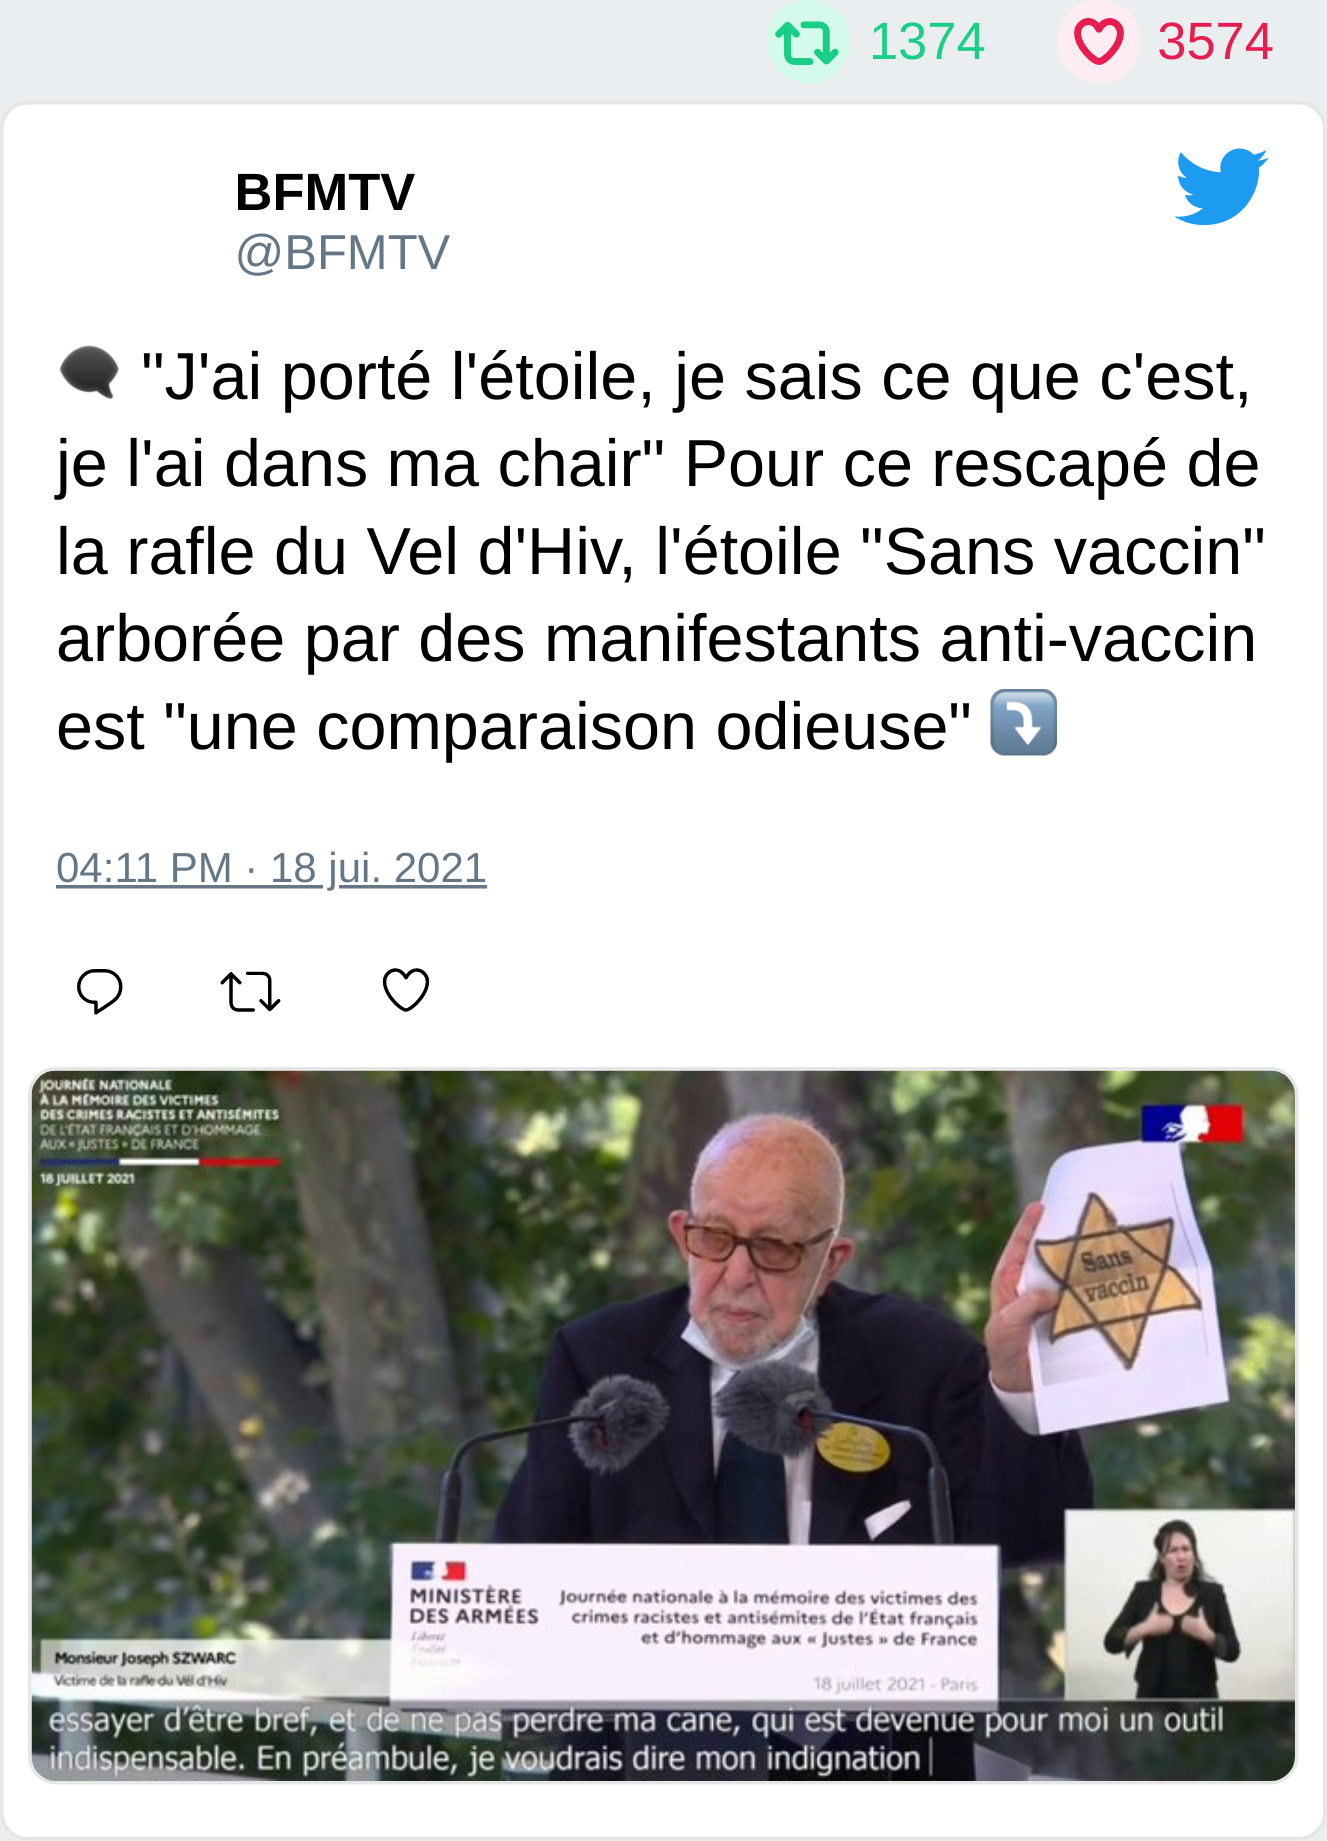 1374 3574
BFMTV
@BFMTV
"J'ai porté l'étoile, je sais ce que c'est,
je l'ai dans ma chair" Pour ce rescapé de
la rafle du Vel d'Hiv, l'étoile "Sans vaccin"
arborée par des manifestants anti-vaccin
est "une comparaison odieuse"
04:11 PM · 18 jui. 2021
JOURNÉE NATIONALE
À LA MÉMOIRE DES VICTIMES
DES CRIMES RACISTES ET ANTISÉMITES
DE L'ÉTAT FRANÇAIS ET D'HOMMAGE
AUX « JUSTES » DE FRANCE
18 JUILLET 2021
Sans
vaccin
MINISTÈRE
DES ARMÉES
Liberté
Égalité
Fraternité
Journée nationale à la mémoire des victimes des
crimes racistes et antisémites de l'État français
et d'hommage aux « Justes » de France
18 juillet 2021 - Paris
Monsieur Joseph SZWARC
Victime de la rafle du Vél d'Hiv
essayer d'être bref, et de ne pas perdre ma cane, qui est devenue pour moi un outil
indispensable. En préambule, je voudrais dire mon indignation